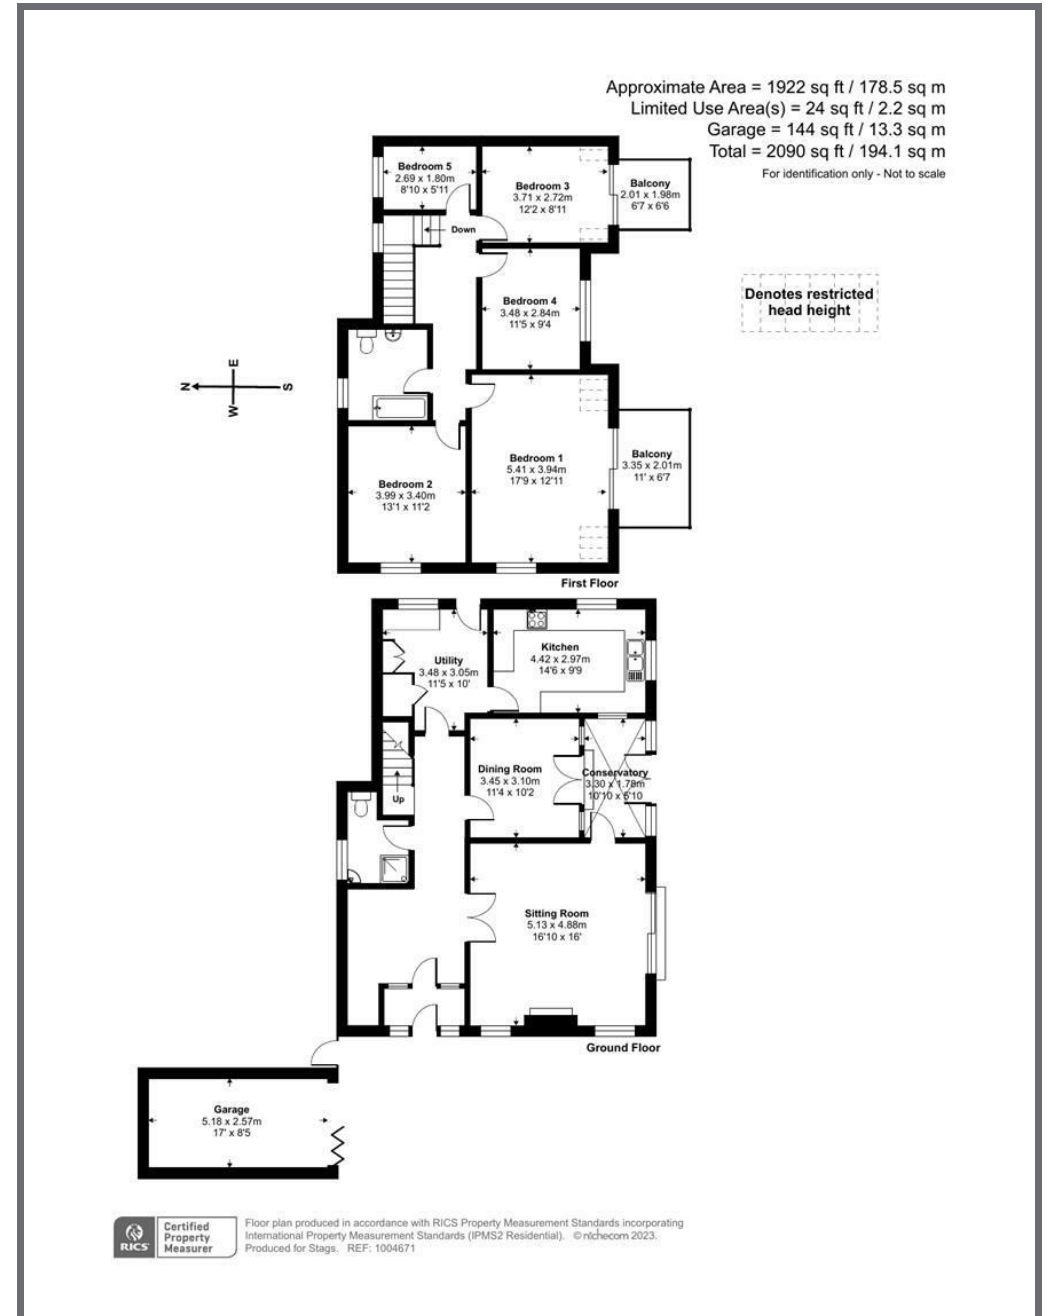 Approximate Area = 1922 sq ft / 178.5 sq m
Limited Use Area(s) = 24 sq ft / 2.2 sq m
Garage = 144 sq ft / 13.3 sq m
Total = 2090 sq ft / 194.1 sq m
For identification only - Not to scale
Bedroom 5
2.69 x 1.80m
8'10 x 5'11
Bedroom 3
3.71 x 2.72m
12'2 x 8'11
Balcony
2.01 x 1.98m
6'7 x 6'6
Down
Bedroom 4
3.48 x 2.84m
11'5 x 9'4
Denotes restricted
head height
N
E
S
W
Bedroom 1
5.41 x 3.94m
17'9 x 12'11
Balcony
3.35 x 2.01m
11' x 6'7
Bedroom 2
3.99 x 3.40m
13'1 x 11'2
First Floor
Utility
3.48 x 3.05m
11'5 x 10'
Kitchen
4.42 x 2.97m
14'6 x 9'9
Dining Room
3.45 x 3.10m
11'4 x 10'2
Conservatory
3.30 x 1.78m
10'10 x 5'10
Up
Sitting Room
5.13 x 4.88m
16'10 x 16'
Ground Floor
Garage
5.18 x 2.57m
17' x 8'5
RICS
Certified
Property
Measurer
Floor plan produced in accordance with RICS Property Measurement Standards incorporating
International Property Measurement Standards (IPMS2 Residential). © nichecom 2023.
Produced for Stags. REF: 1004671